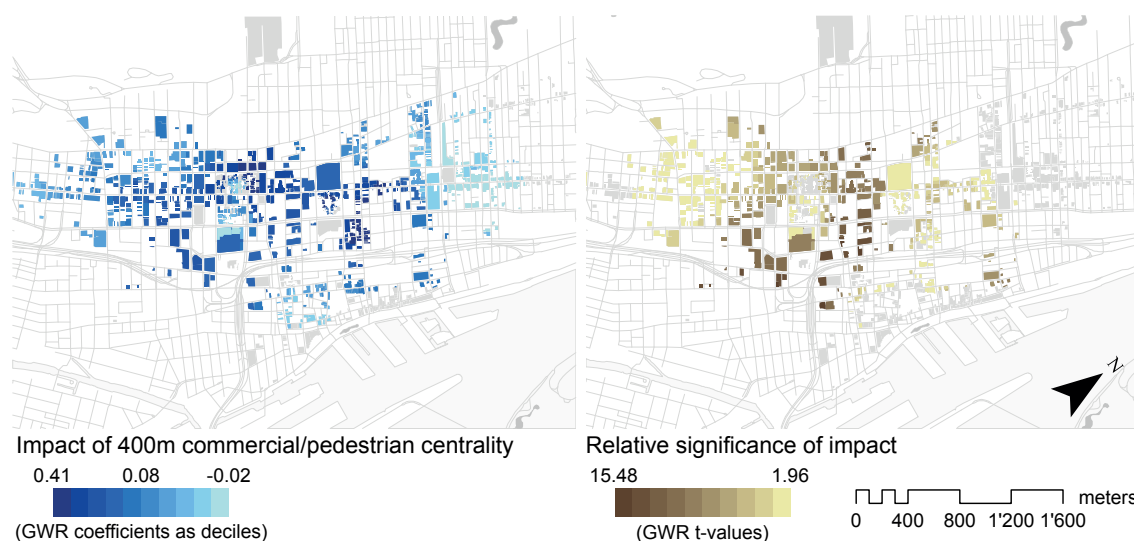 N
Impact of 400m commercial/pedestrian centrality
0.41 0.08 -0.02
(GWR coefficients as deciles)
Relative significance of impact
15.48 1.96
(GWR t-values)
meters
0 400 800 1'200 1'600